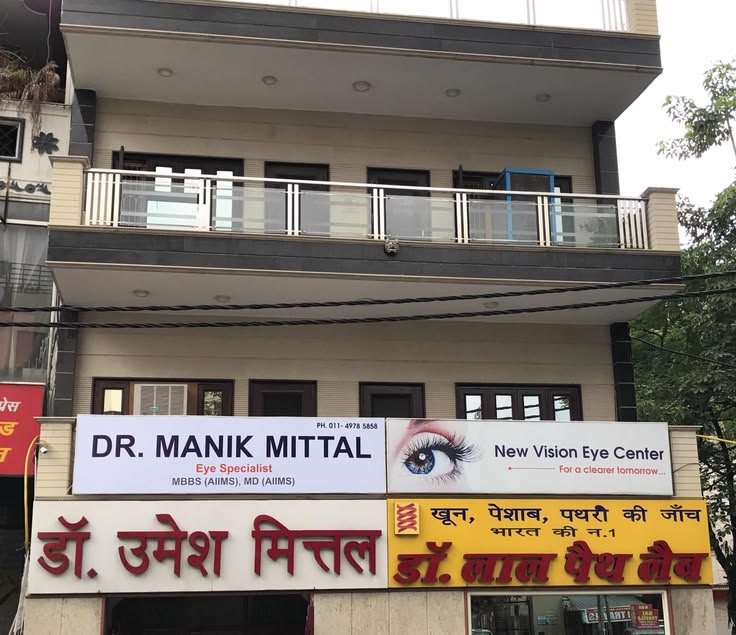 PH. 011- 4978 5858
DR. MANIK MITTAL
Eye Specialist
MBBS (AIIMS), MD (AIIMS)
New Vision Eye Center
For a clearer tomorrow...
डॉ. उमेश मित्तल
खून, पेशाब, पथरी की जाँच
भारत की न.1
डॉ. लाल पैथ लैब
प्रेस